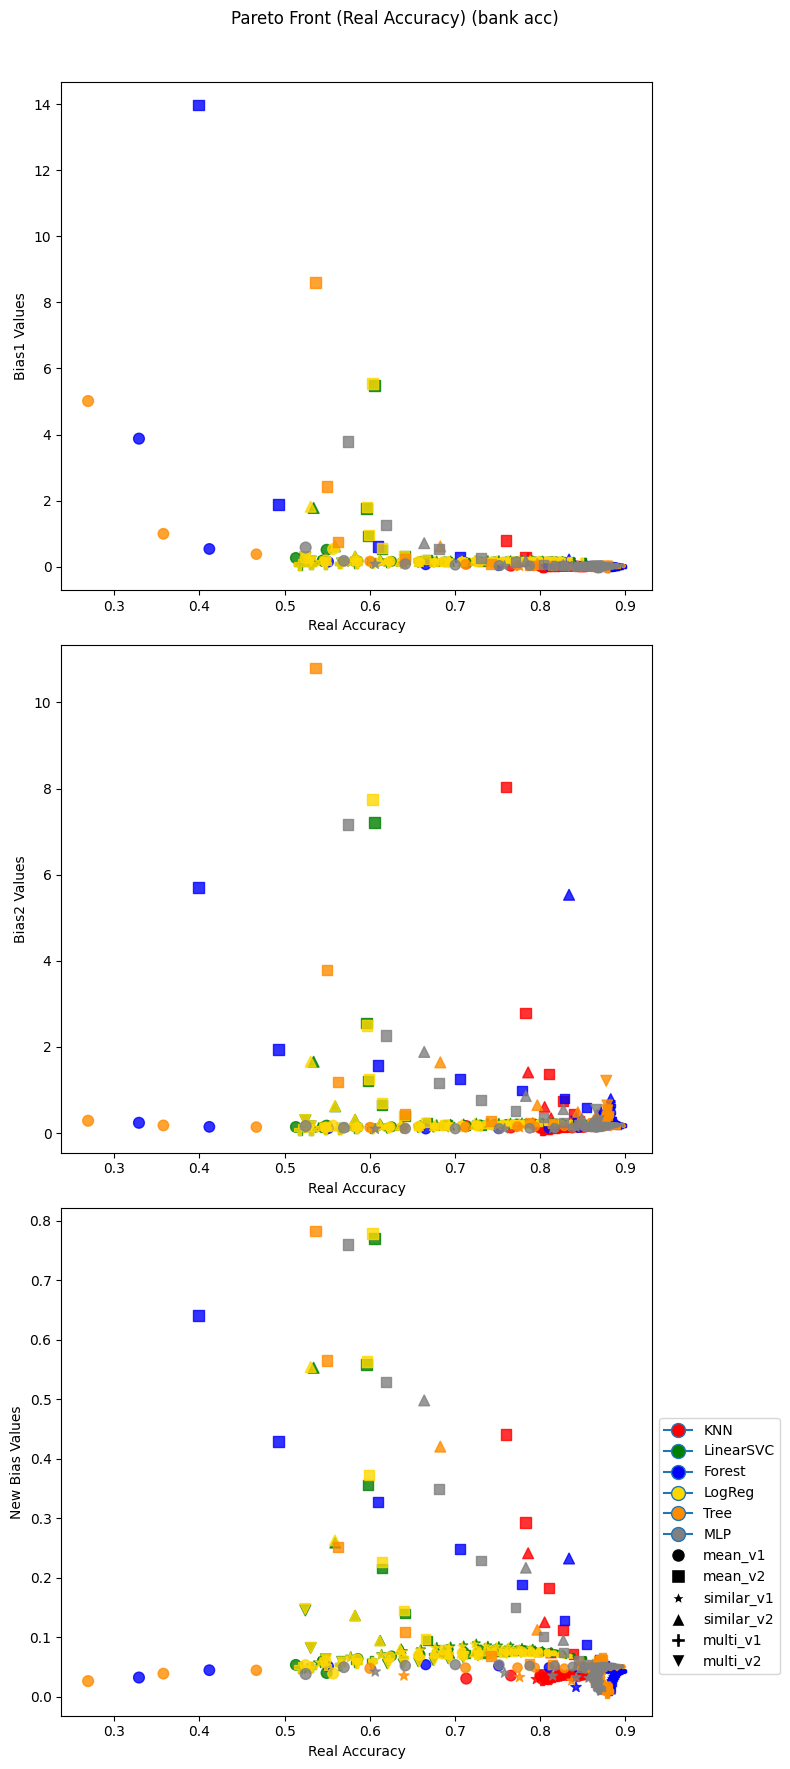 Pareto Front (Real Accuracy) (bank acc)
14
12
10
8
6
4
2
0
Bias1 Values
0.3 0.4 0.5 0.6 0.7 0.8 0.9
Real Accuracy
10
8
6
4
2
0
Bias2 Values
0.3 0.4 0.5 0.6 0.7 0.8 0.9
Real Accuracy
0.8
0.7
0.6
0.5
0.4
0.3
0.2
0.1
0.0
New Bias Values
0.3 0.4 0.5 0.6 0.7 0.8 0.9
Real Accuracy
KNN
LinearSVC
Forest
LogReg
Tree
MLP
mean_v1
mean_v2
similar_v1
similar_v2
multi_v1
multi_v2